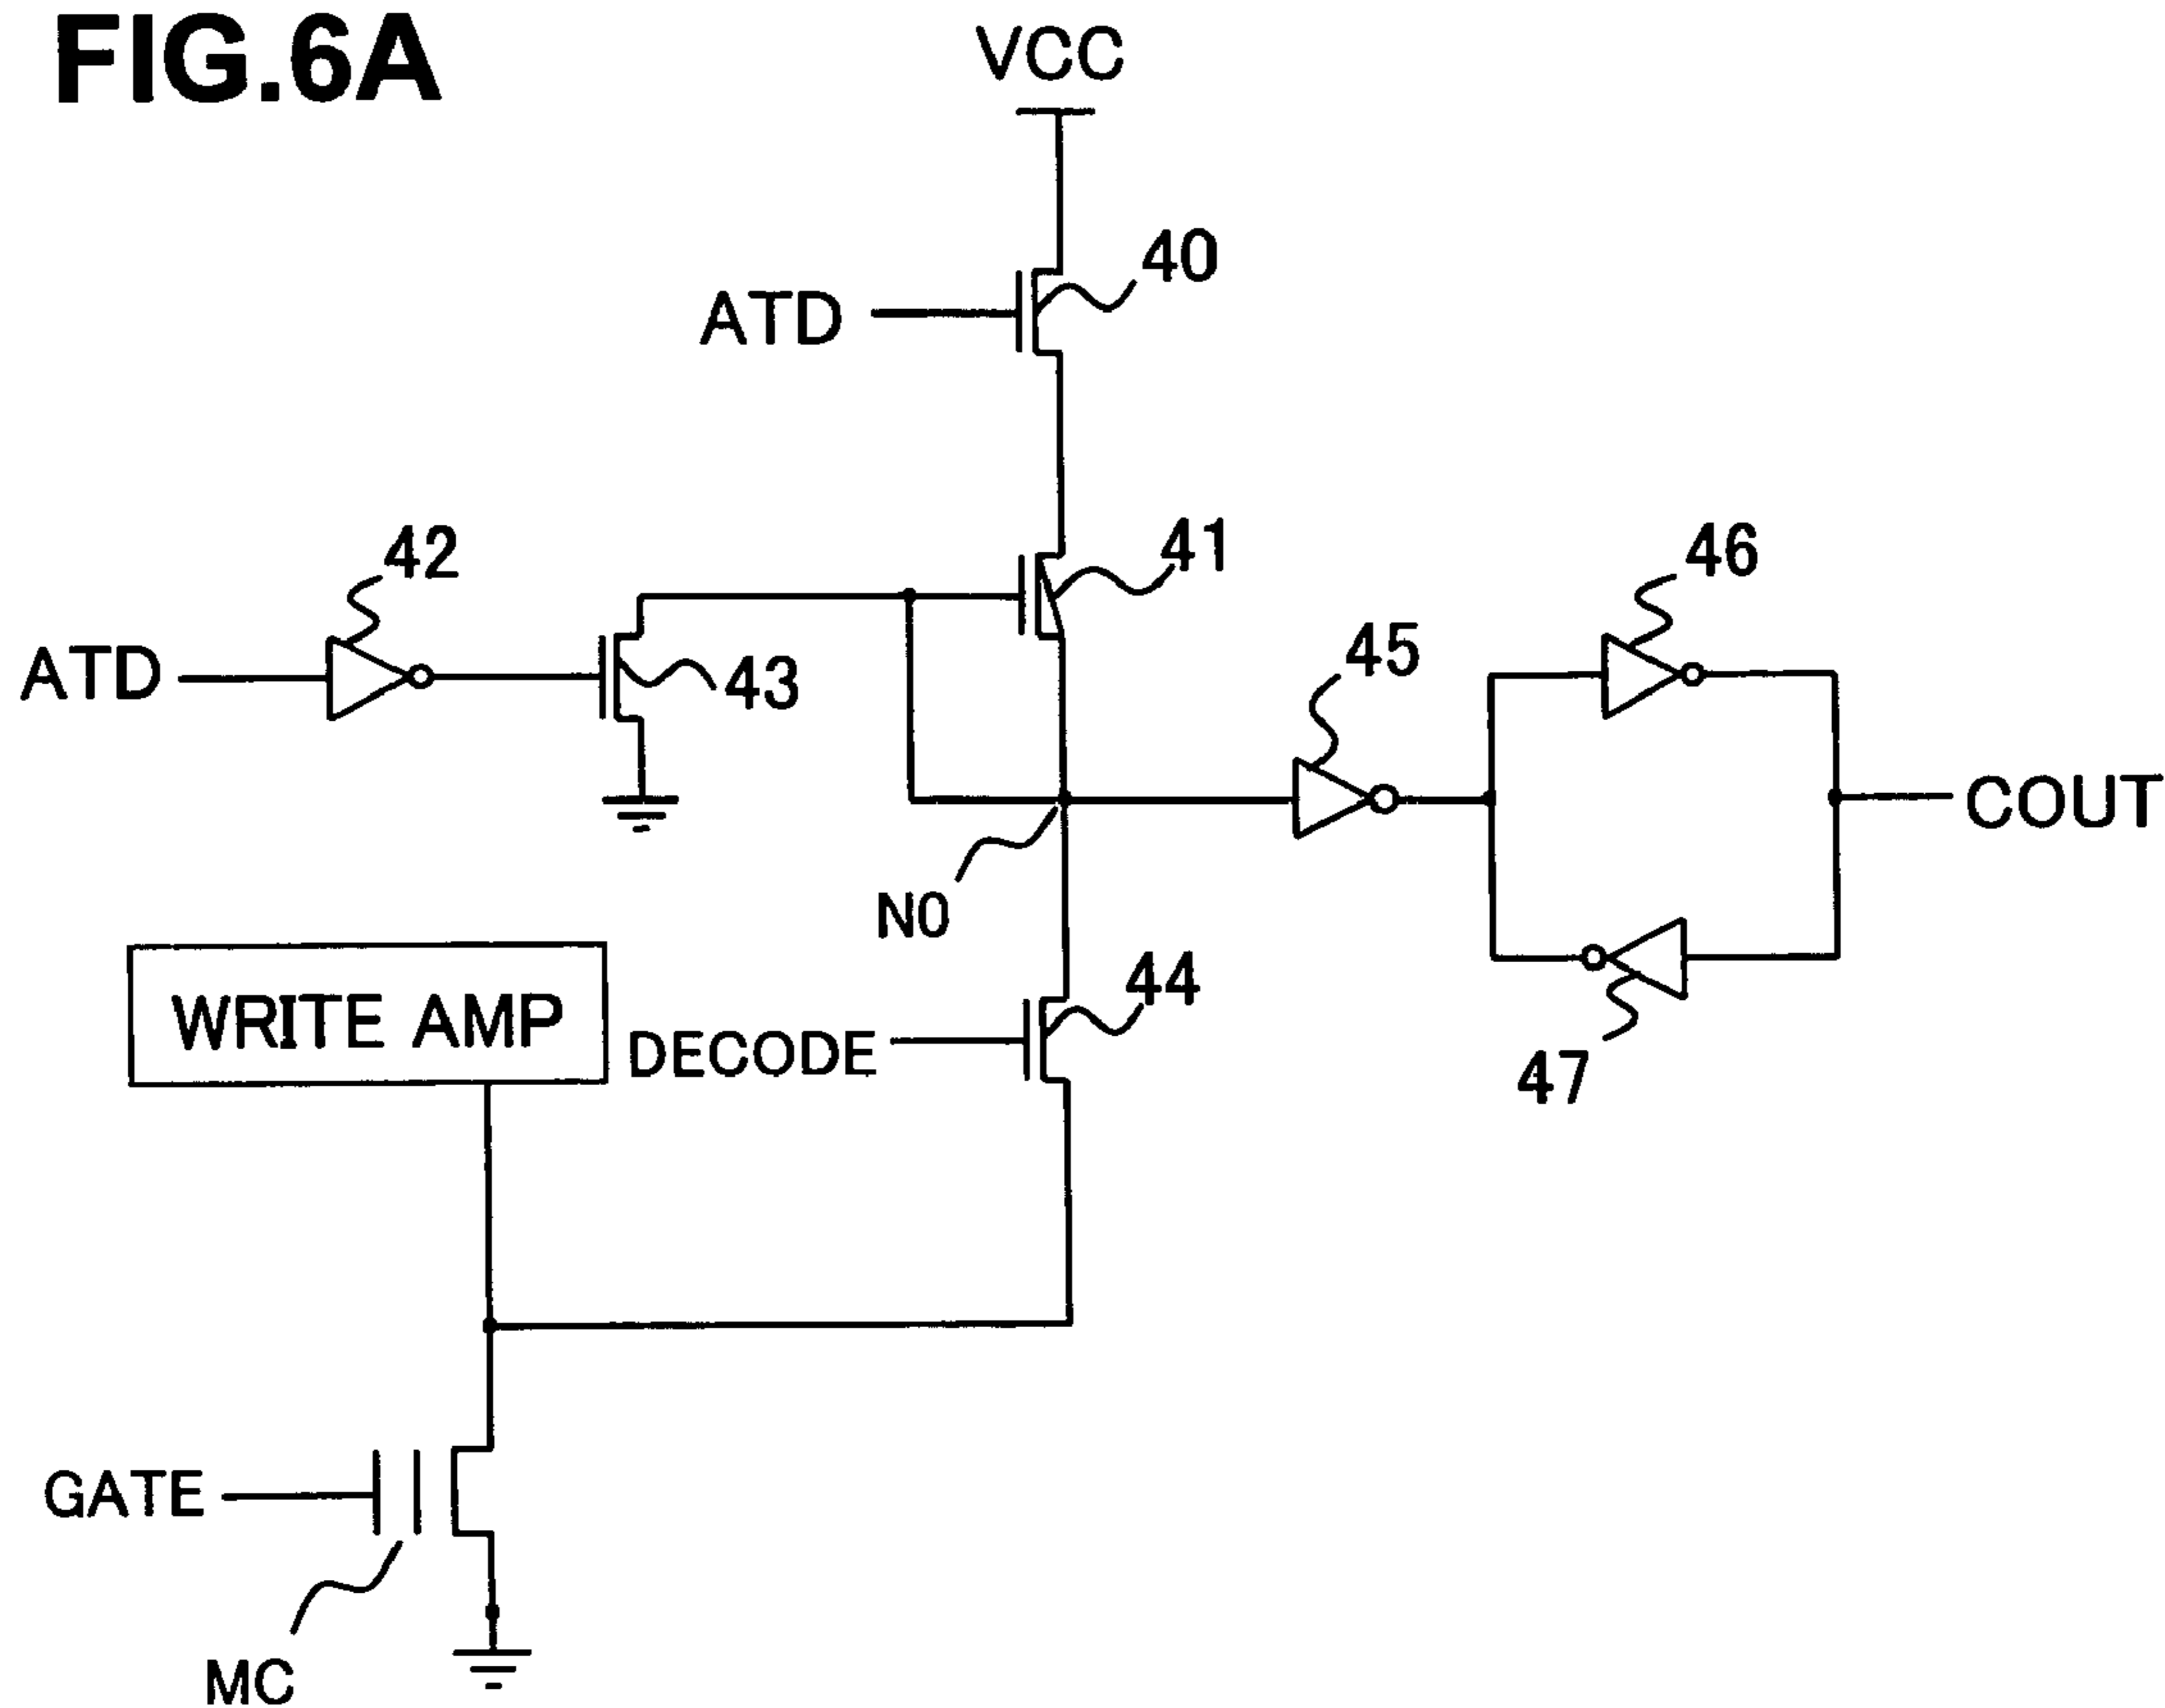 FIG.6A
VCC
40
ATD
41
42
46
45
ATD
43
COUT
N0
44
WRITE AMP
DECODE
47
GATE
MC